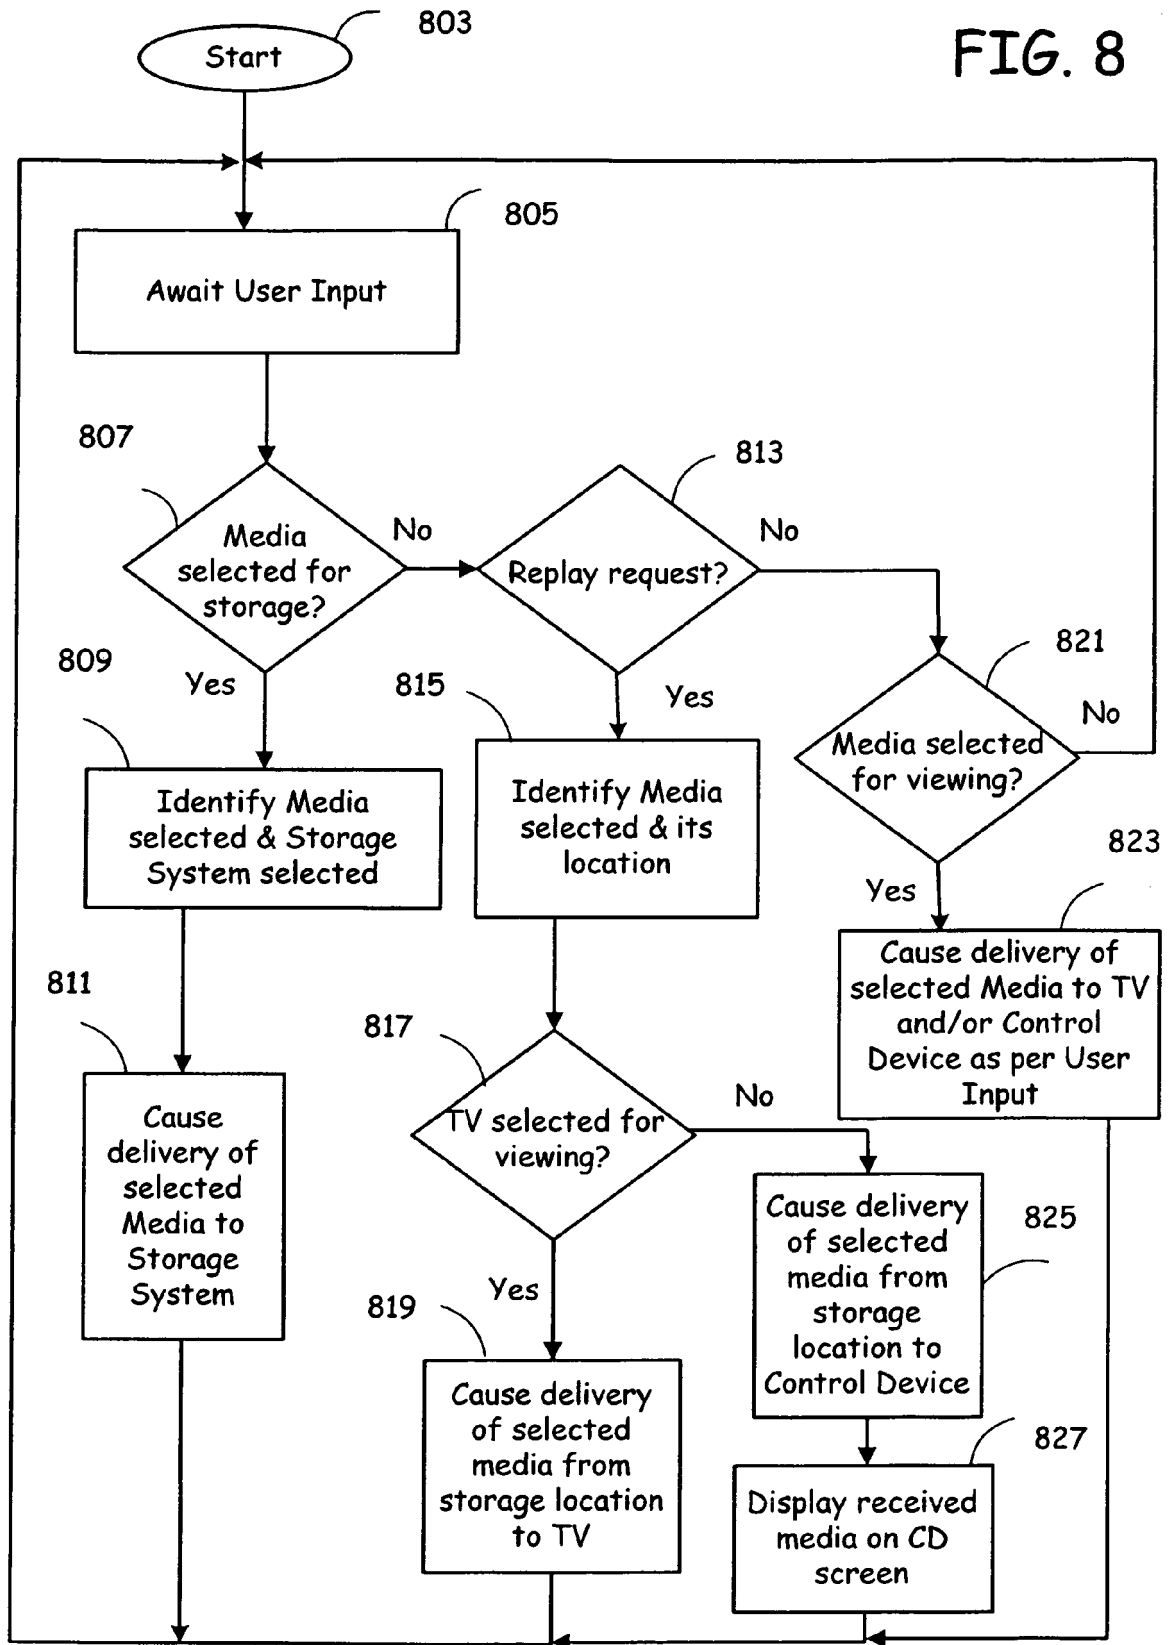 803
FIG. 8
Start
805
Await User Input
807
813
No
No
Media
selected for
storage?
Replay request?
809
Yes
815
Yes
821
No
Media selected
for viewing?
Identify Media
selected & Storage
System selected
Identify Media
selected & its
location
823
Yes
811
817
Cause delivery of
selected Media to TV
and/or Control
Device as per User
Input
No
TV selected for
viewing?
Cause
delivery of
selected
Media to
Storage
System
Cause delivery
of selected
media from
storage
location to
Control Device
825
Yes
819
Cause delivery
of selected
media from
storage location
to TV
827
Display received
media on CD
screen